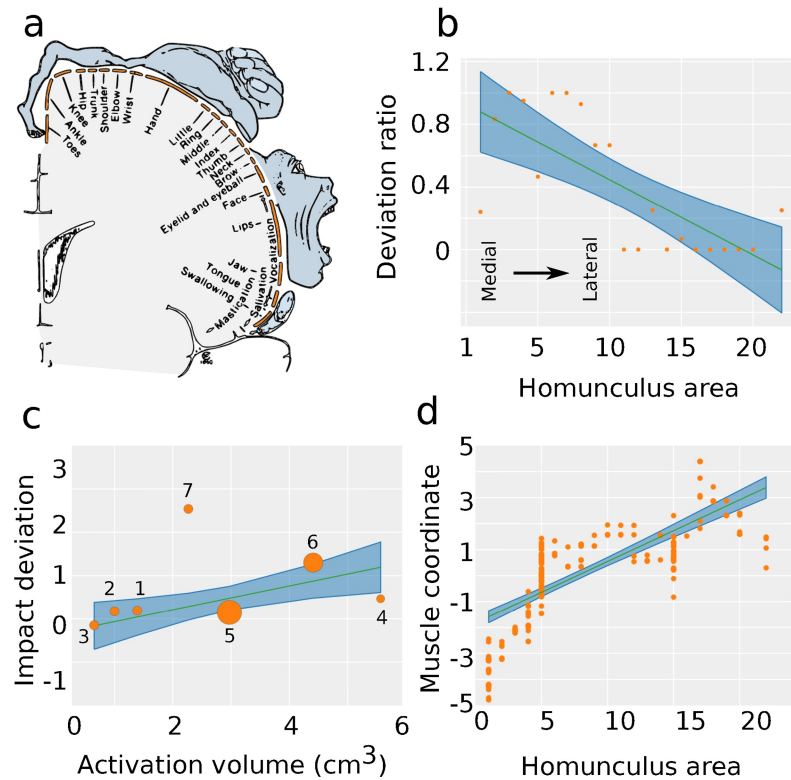 a
Toes
Ankle
Knee
Hip
Trunk
Shoulder
Elbow
Wrist
Hand
Little
Ring
Middle
Index
Thumb
Neck
Brow
Eyelid and eyeball
Face
Lips
Vocalization
Jaw
Tongue
Swallowing
Mastication
Salivation
b
1.2
0.8
0.4
0
Deviation ratio
Medial
Lateral
1 5 10 15 20
Homunculus area
c
3
2
1
0
-1
Impact deviation
7
6
2 1
3
5
4
0 2 4 6
Activation volume (cm³)
d
5
3
1
-1
-3
-5
Muscle coordinate
0 5 10 15 20
Homunculus area